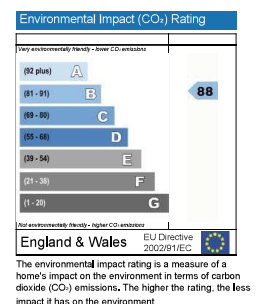 Environmental Impact (CO₂) Rating
Very environmentally friendly - lower CO₂ emissions
(92 plus) A
(81 - 91) B
88
(69 - 80) C
(55 - 68) D
(39 - 54) E
(21 - 38) F
(1 - 20) G
Not environmentally friendly - higher CO₂ emissions
England & Wales
EU Directive
2002/91/EC
The environmental impact rating is a measure of a
home's impact on the environment in terms of carbon
dioxide (CO₂) emissions. The higher the rating, the less
impact it has on the environment